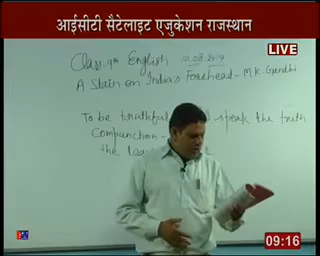 आईसीटी सैटेलाइट एजुकेशन राजस्थान
LIVE
Class-9th English 10.08.2019
A Stain on India's Forehead - M.K. Gandhi
To be truthful speak the truth
Compunction -
the
09:16